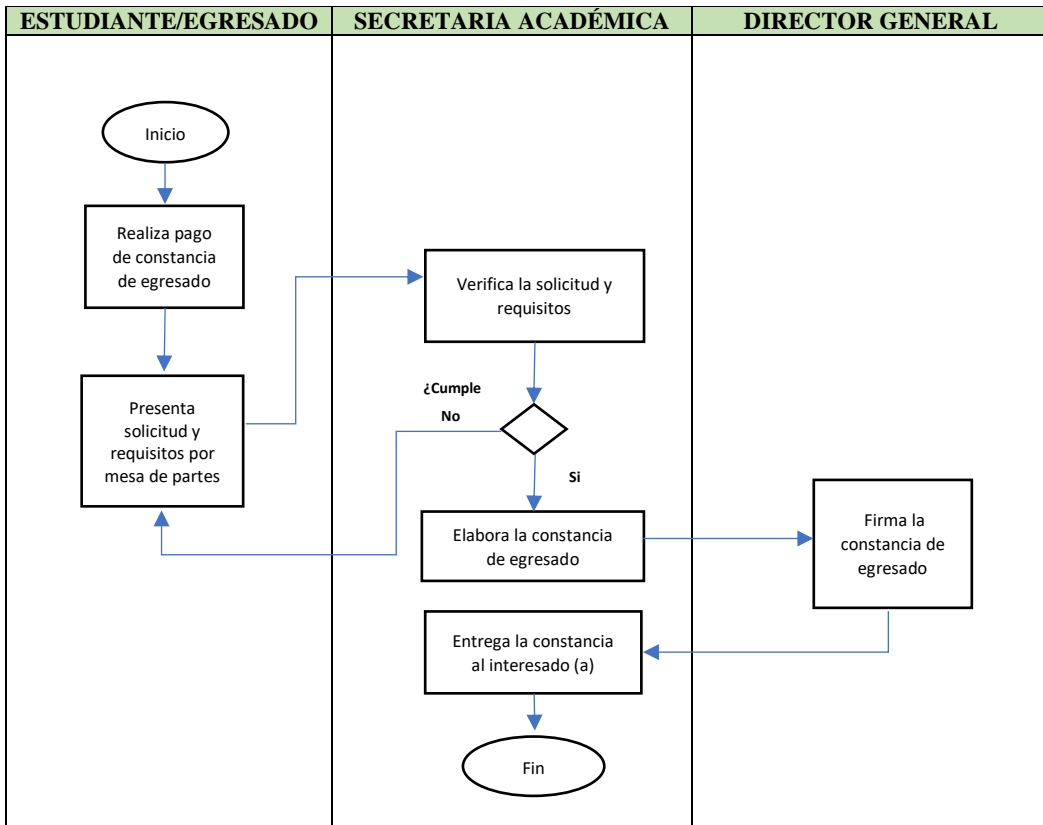 ESTUDIANTE/EGRESADO
SECRETARIA ACADÉMICA
DIRECTOR GENERAL
Inicio
Realiza pago
de constancia
de egresado
Presenta
solicitud y
requisitos por
mesa de partes
Verifica la solicitud y
requisitos
¿Cumple
No
Si
Elabora la constancia
de egresado
Firma la
constancia de
egresado
Entrega la constancia
al interesado (a)
Fin